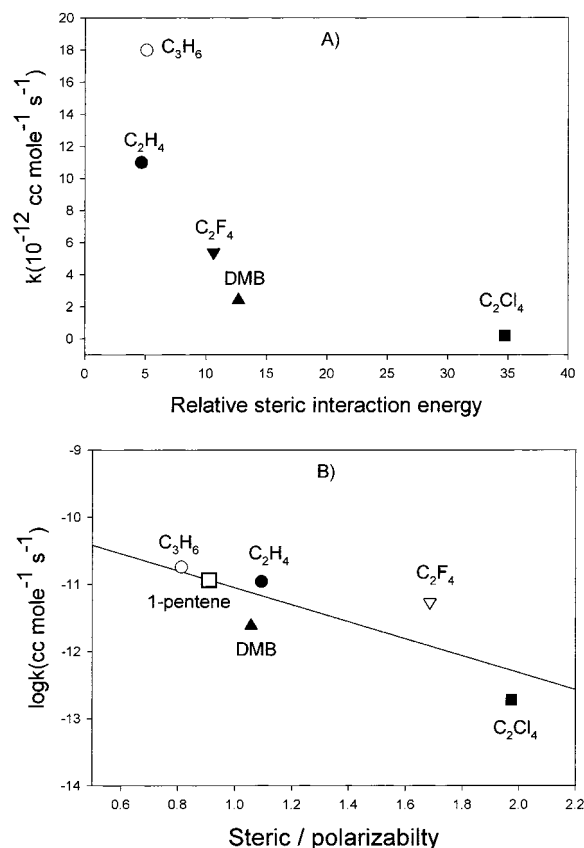 A)
k(10⁻¹² cc mole⁻¹ s⁻¹)
20
18
16
14
12
10
8
6
4
2
0
C₃H₆
C₂H₄
C₂F₄
DMB
C₂Cl₄
0 5 10 15 20 25 30 35 40
Relative steric interaction energy
B)
logk(cc mole⁻¹ s⁻¹)
-9
-10
-11
-12
-13
-14
C₃H₆
C₂H₄
C₂F₄
1-pentene
DMB
C₂Cl₄
0.6 0.8 1.0 1.2 1.4 1.6 1.8 2.0 2.2
Steric / polarizabilty